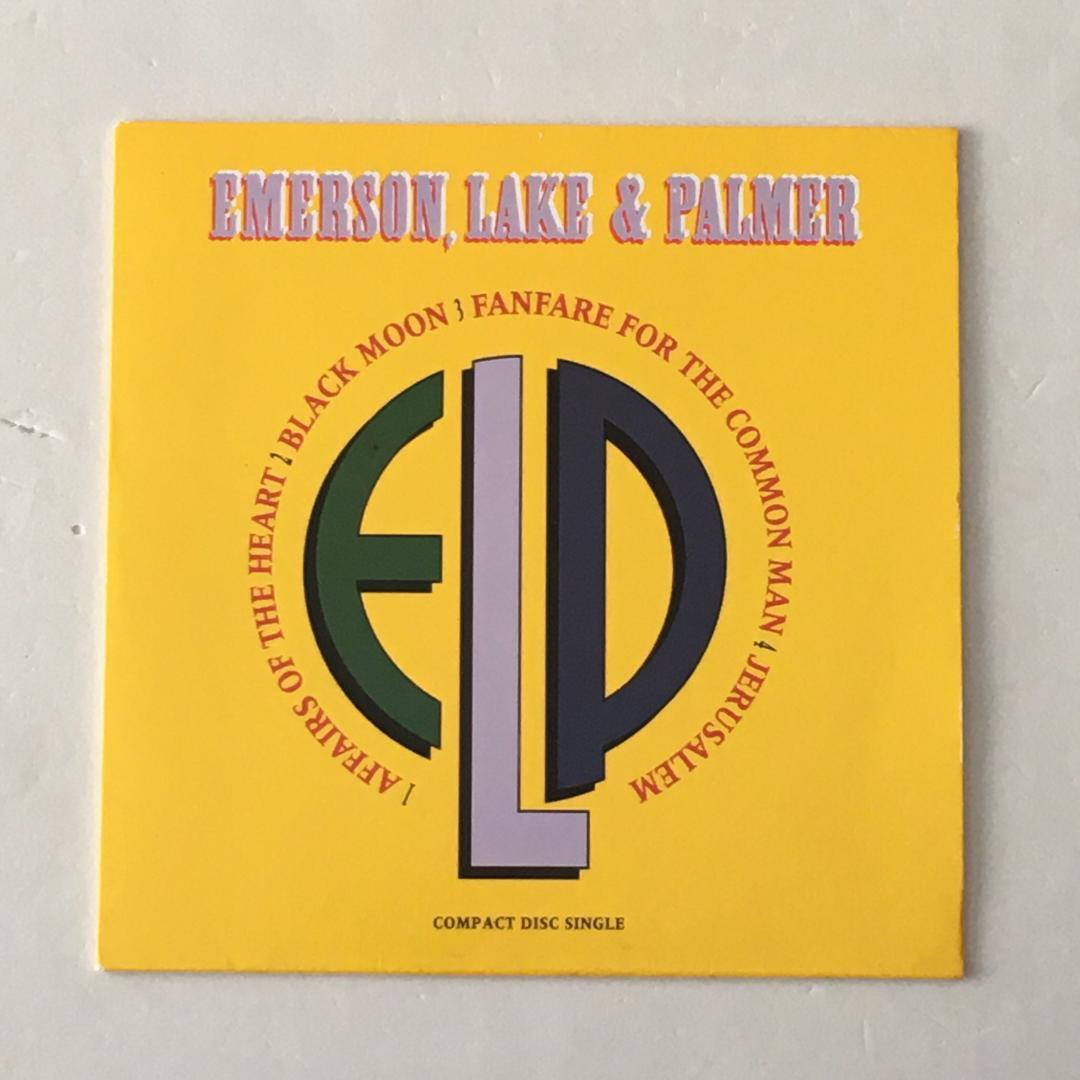 EMERSON, LAKE & PALMER
1 AFFAIRS OF THE HEART 2 BLACK MOON 3 FANFARE FOR THE COMMON MAN 4 JERUSALEM
ELP
COMPACT DISC SINGLE